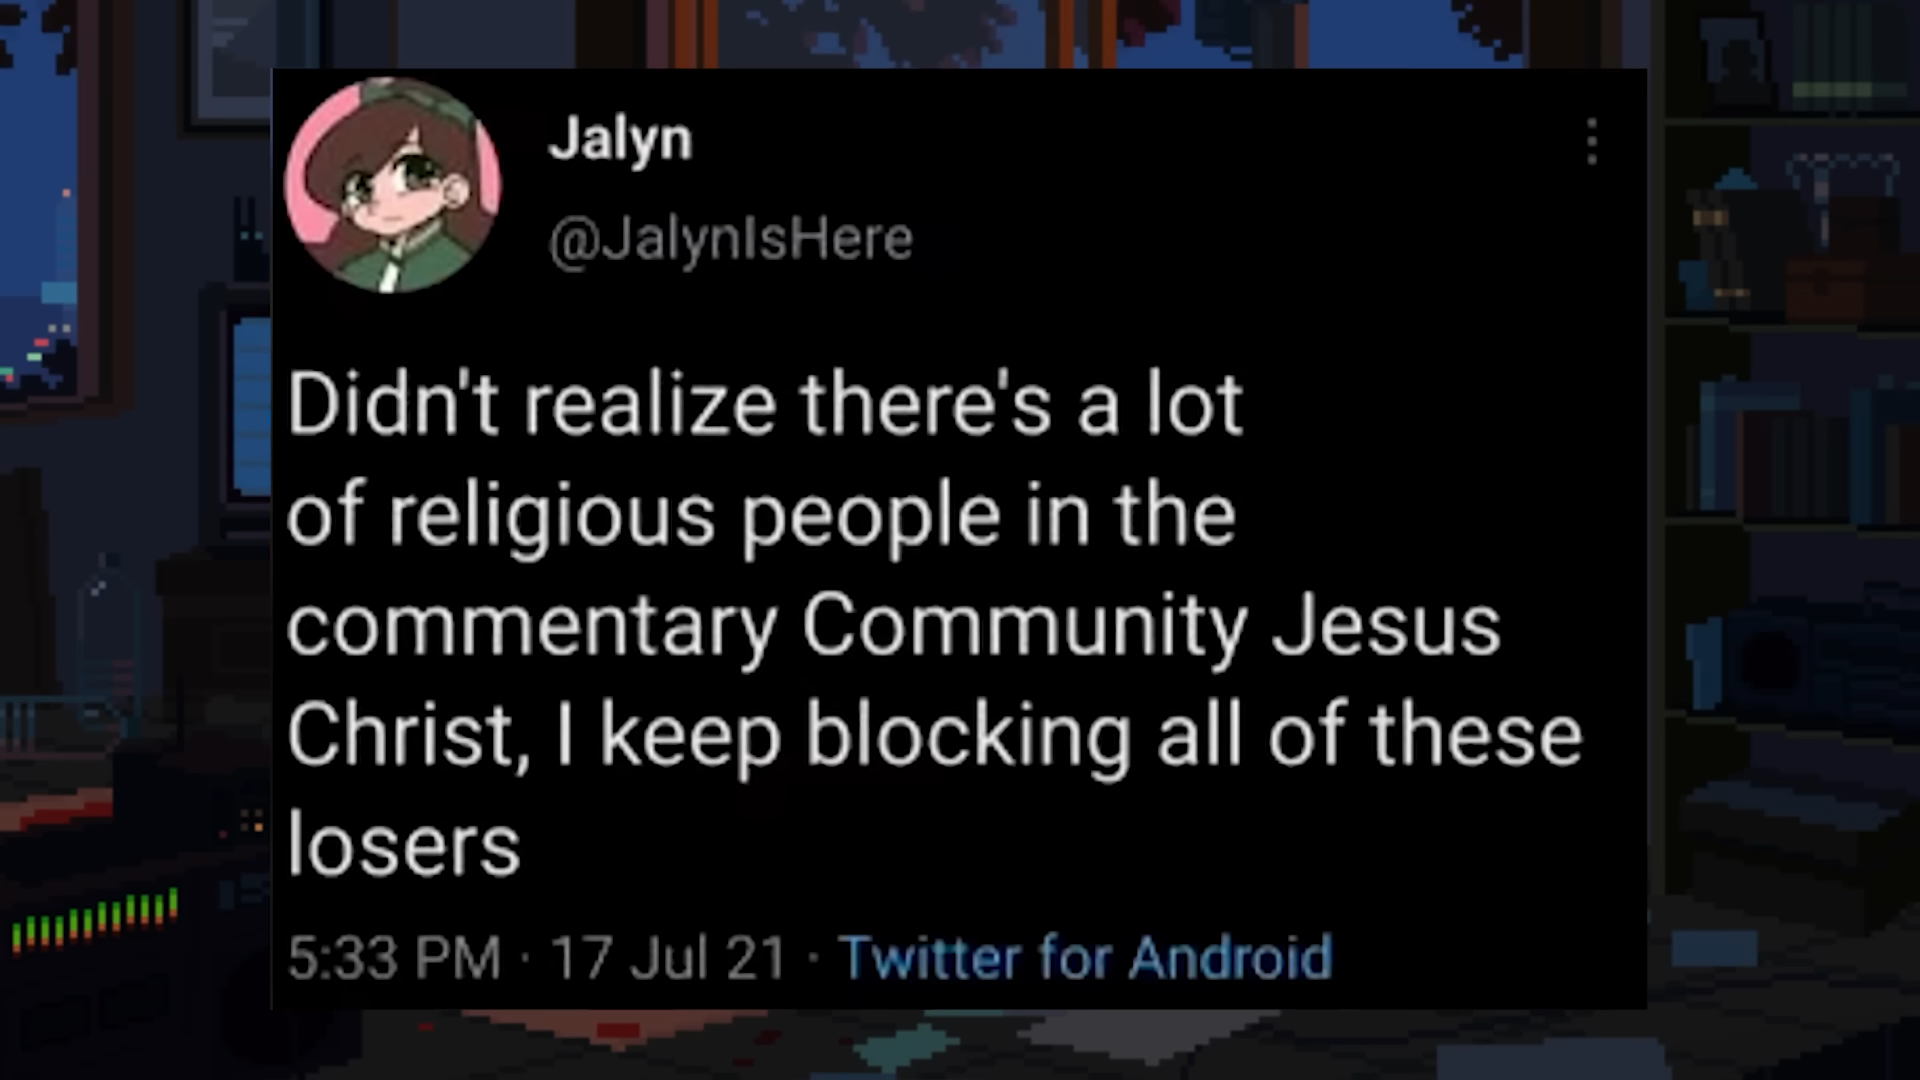 Jalyn
@JalynIsHere
Didn't realize there's a lot
of religious people in the
commentary Community Jesus
Christ, I keep blocking all of these
losers
5:33 PM · 17 Jul 21 · Twitter for Android